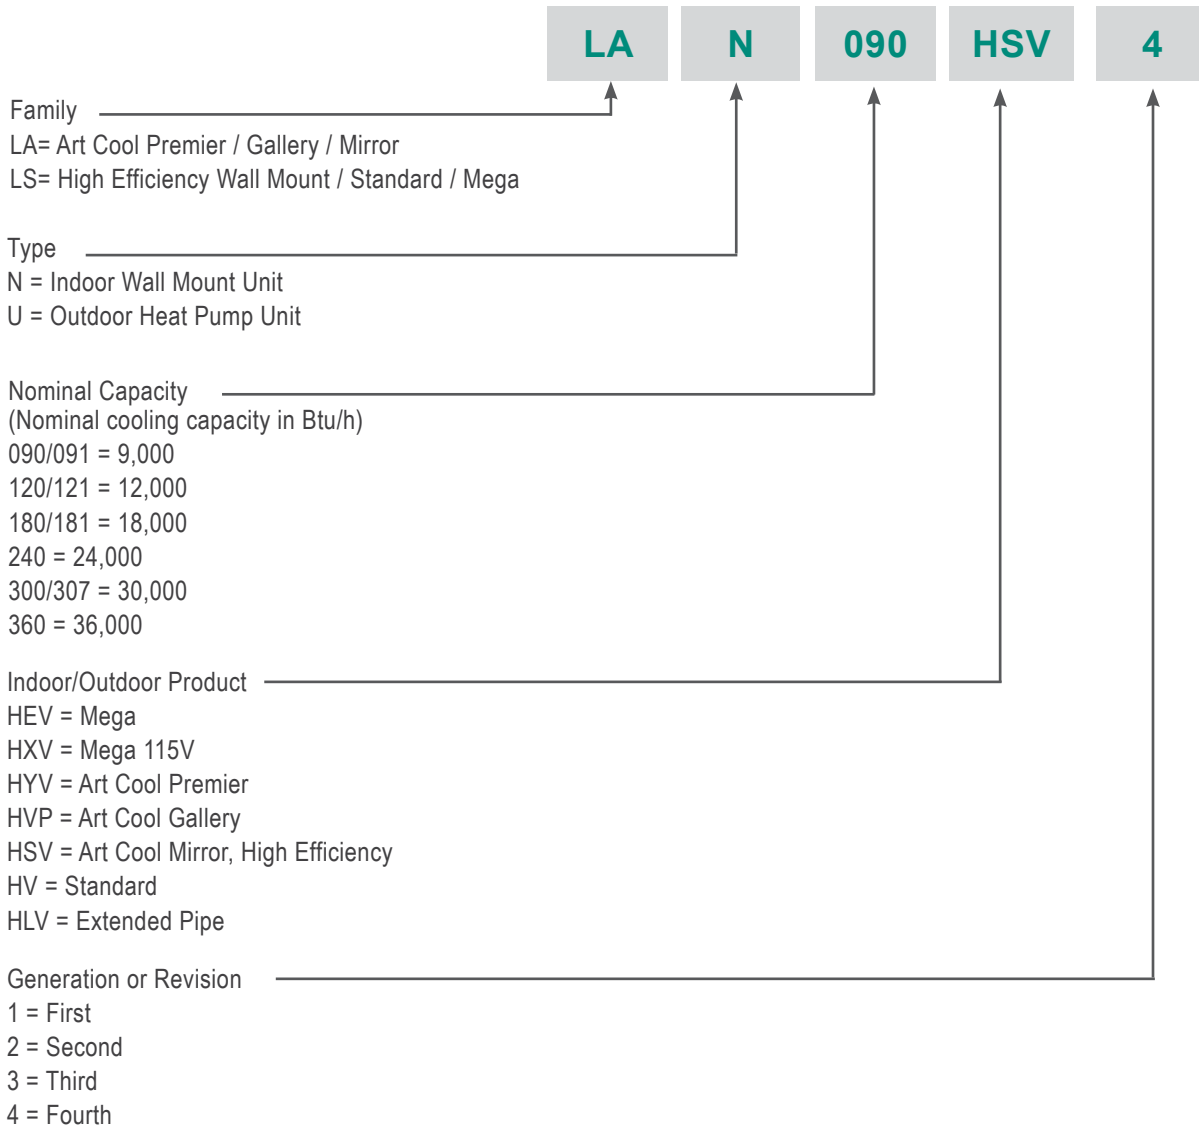 LA N 090 HSV 4
Family
LA= Art Cool Premier / Gallery / Mirror
LS= High Efficiency Wall Mount / Standard / Mega
Type
N = Indoor Wall Mount Unit
U = Outdoor Heat Pump Unit
Nominal Capacity
(Nominal cooling capacity in Btu/h)
090/091 = 9,000
120/121 = 12,000
180/181 = 18,000
240 = 24,000
300/307 = 30,000
360 = 36,000
Indoor/Outdoor Product
HEV = Mega
HXV = Mega 115V
HYV = Art Cool Premier
HVP = Art Cool Gallery
HSV = Art Cool Mirror, High Efficiency
HV = Standard
HLV = Extended Pipe
Generation or Revision
1 = First
2 = Second
3 = Third
4 = Fourth